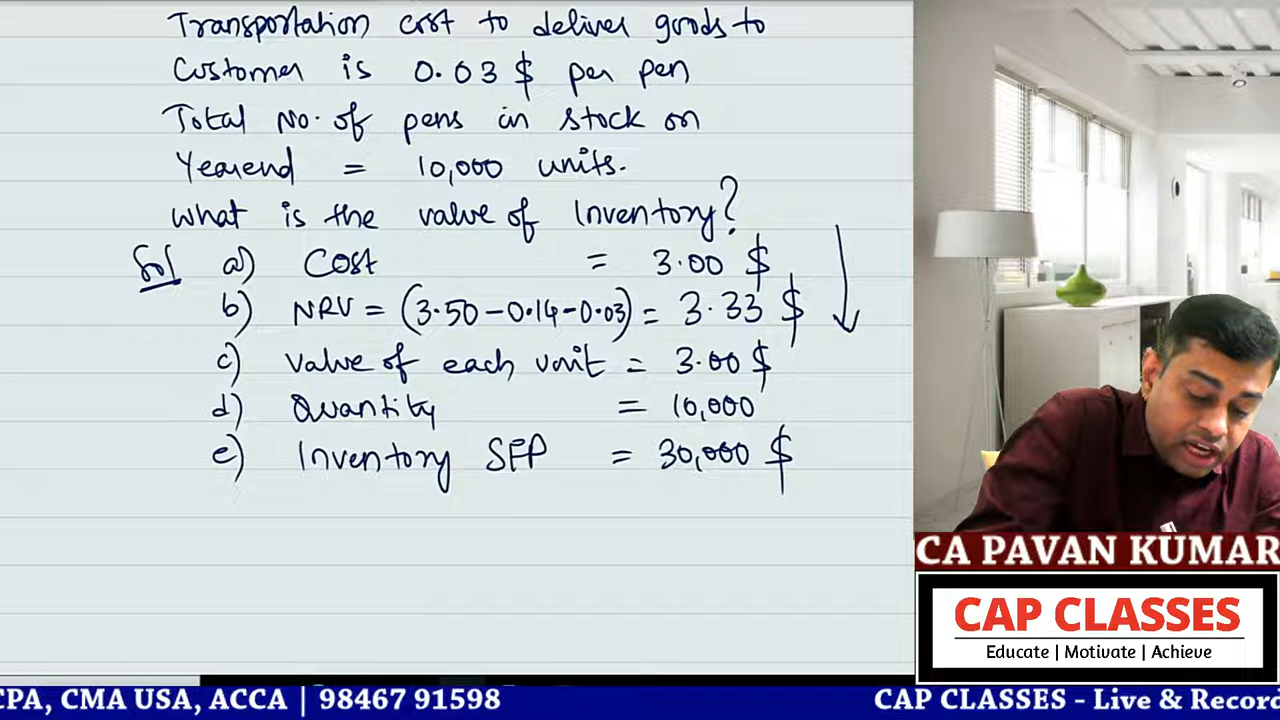 Transportation cost to deliver goods to
Customer is 0.03 $ per pen
Total No. of pens in stock on
Yearend = 10,000 units.
What is the value of Inventory?
Sol a) Cost = 3.00 $
b) NRV = (3.50-0.14-0.03) = 3.33 $
c) Value of each unit = 3.00 $
d) Quantity = 10,000
e) Inventory SFP = 30,000 $
CA PAVAN KUMAR
CAP CLASSES
Educate | Motivate | Achieve
CPA, CMA USA, ACCA | 98467 91598
CAP CLASSES - Live & Record